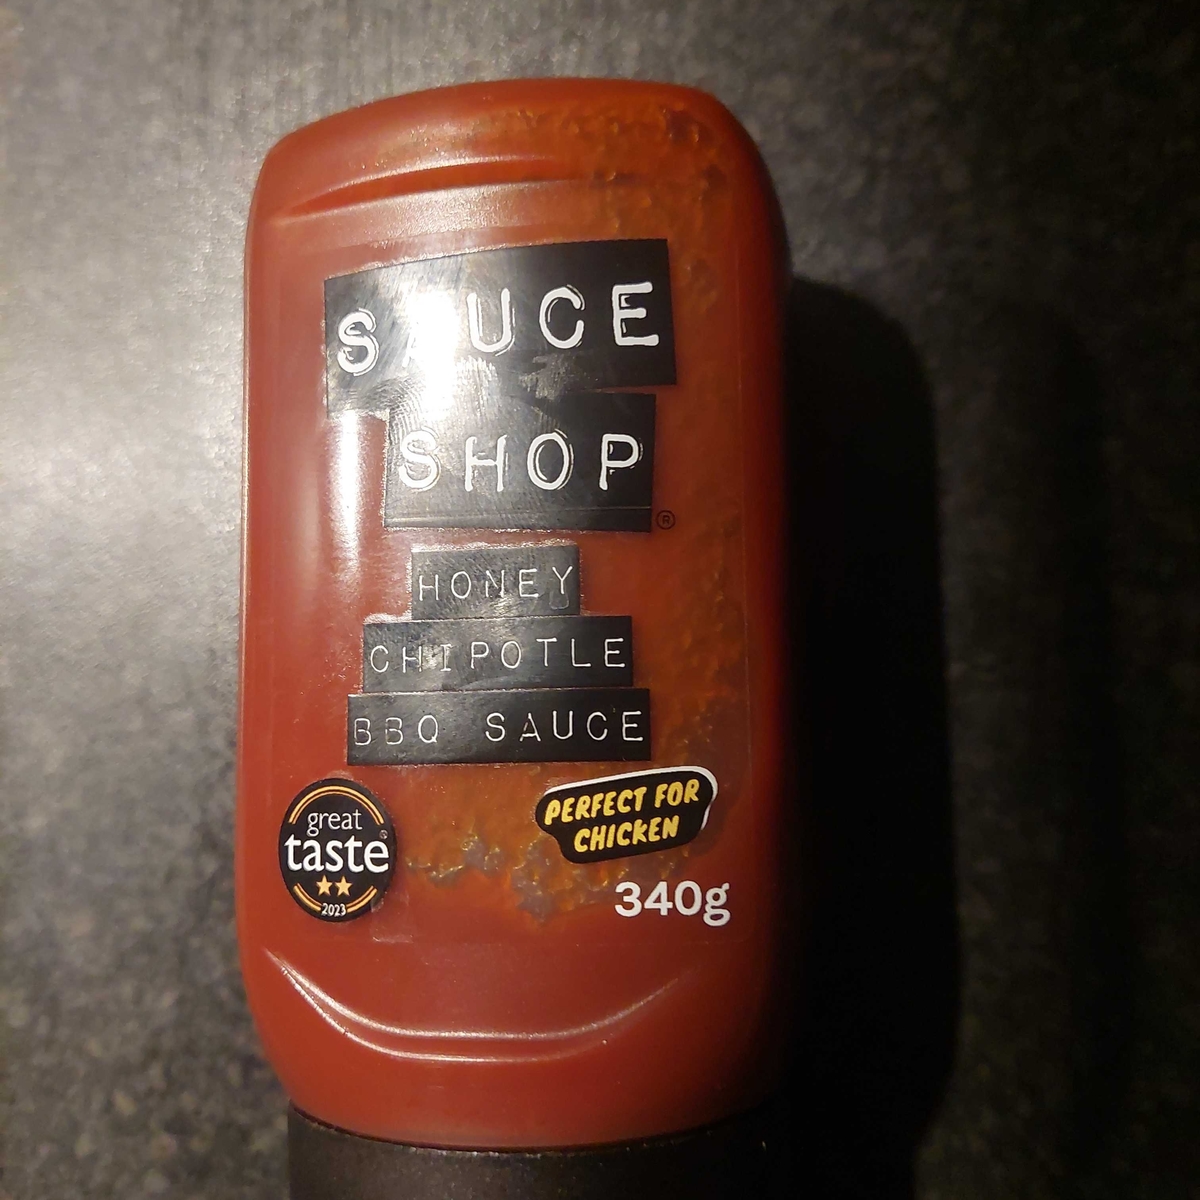 SAUCE
SHOP
®
HONEY
CHIPOTLE
BBQ SAUCE
great
taste®
2023
PERFECT FOR
CHICKEN
340g